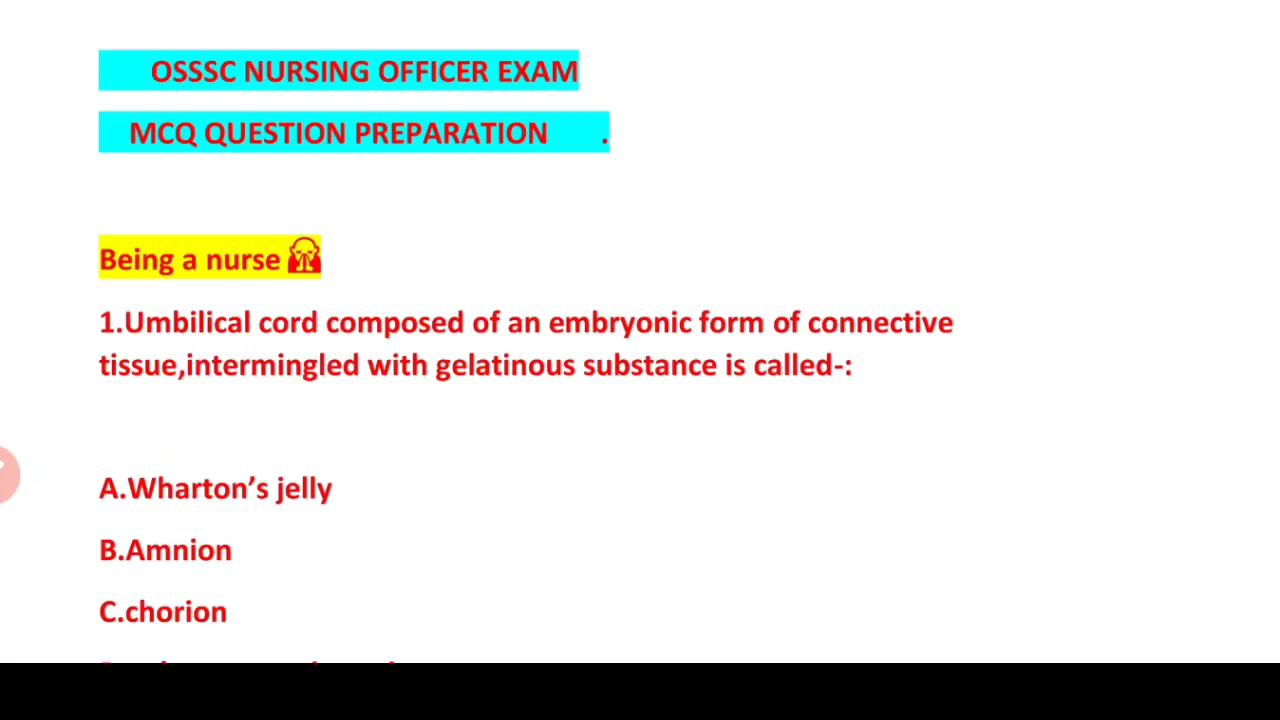 OSSSC NURSING OFFICER EXAM
MCQ QUESTION PREPARATION .
Being a nurse
1.Umbilical cord composed of an embryonic form of connective
tissue,intermingled with gelatinous substance is called-:
A.Wharton’s jelly
B.Amnion
C.chorion